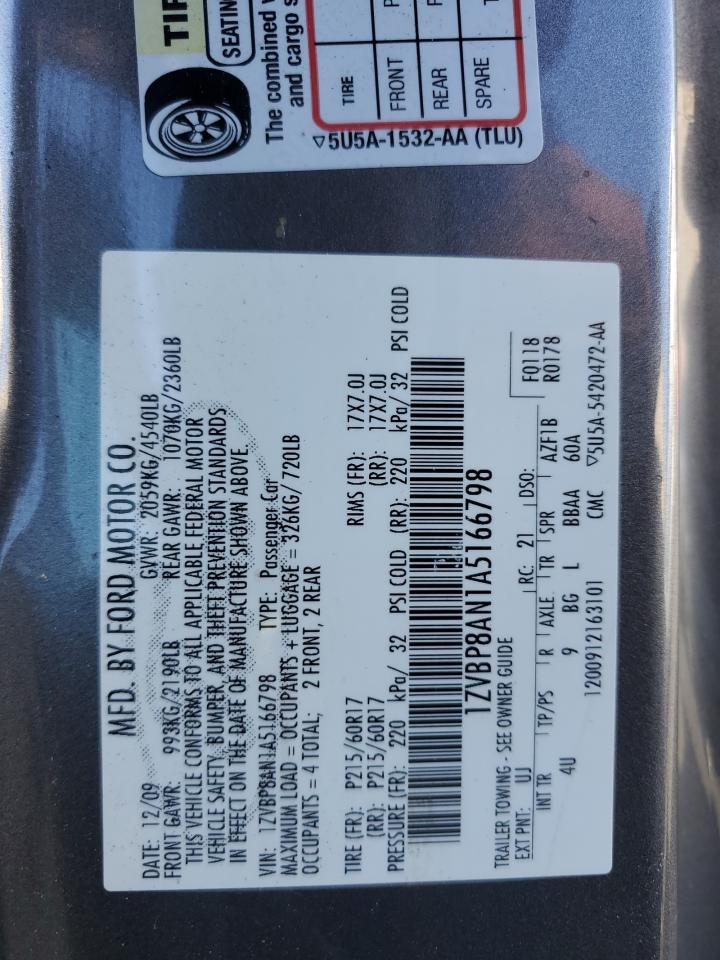 MFD. BY FORD MOTOR CO.
DATE: 12/09 GVWR: 2059KG/4540LB
FRONT GAWR: 993KG/2190LB REAR GAWR: 1070KG/2360LB
THIS VEHICLE CONFORMS TO ALL APPLICABLE FEDERAL MOTOR
VEHICLE SAFETY, BUMPER, AND THEFT PREVENTION STANDARDS
IN EFFECT ON THE DATE OF MANUFACTURE SHOWN ABOVE.
VIN: 1ZVBP8AN1A5166798 TYPE: Passenger Car
MAXIMUM LOAD = OCCUPANTS + LUGGAGE = 326KG/ 720LB
OCCUPANTS = 4 TOTAL; 2 FRONT, 2 REAR
TIRE (FR): P215/60R17 RIMS (FR): 17X7.0J
(RR): P215/60R17 (RR): 17X7.0J
PRESSURE (FR): 220 kPa/ 32 PSI COLD (RR): 220 kPa/ 32 PSI COLD
1ZVBP8AN1A5166798
TRAILER TOWING - SEE OWNER GUIDE
EXT PNT: UJ RC: 21 DSO: F0118
R0178
INT TR TP/PS R AXLE TR SPR AZF1B
4U 9 BG L BBAA 60A
1200912163101 CMC ▽5U5A-5420472-AA
TIR
SEATING
The combined
and cargo s
TIRE
FRONT P
REAR P
SPARE T
▽5U5A-1532-AA (TLU)